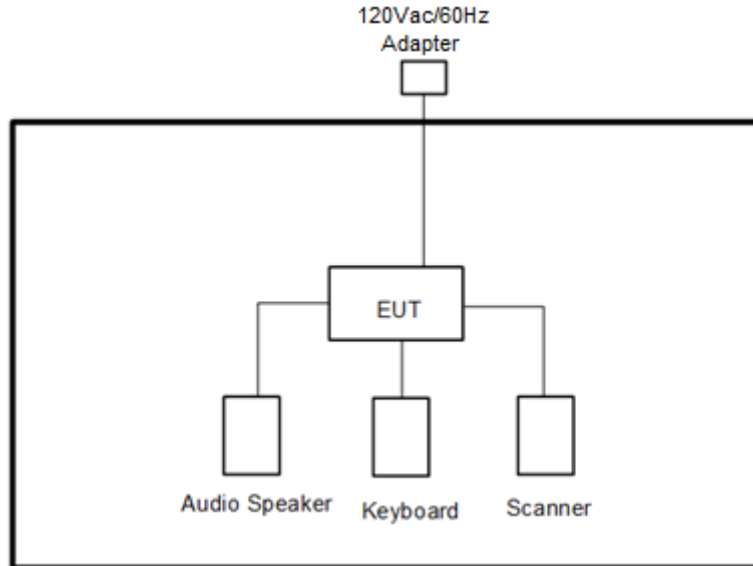 120Vac/60Hz
Adapter
EUT
Audio Speaker
Keyboard
Scanner